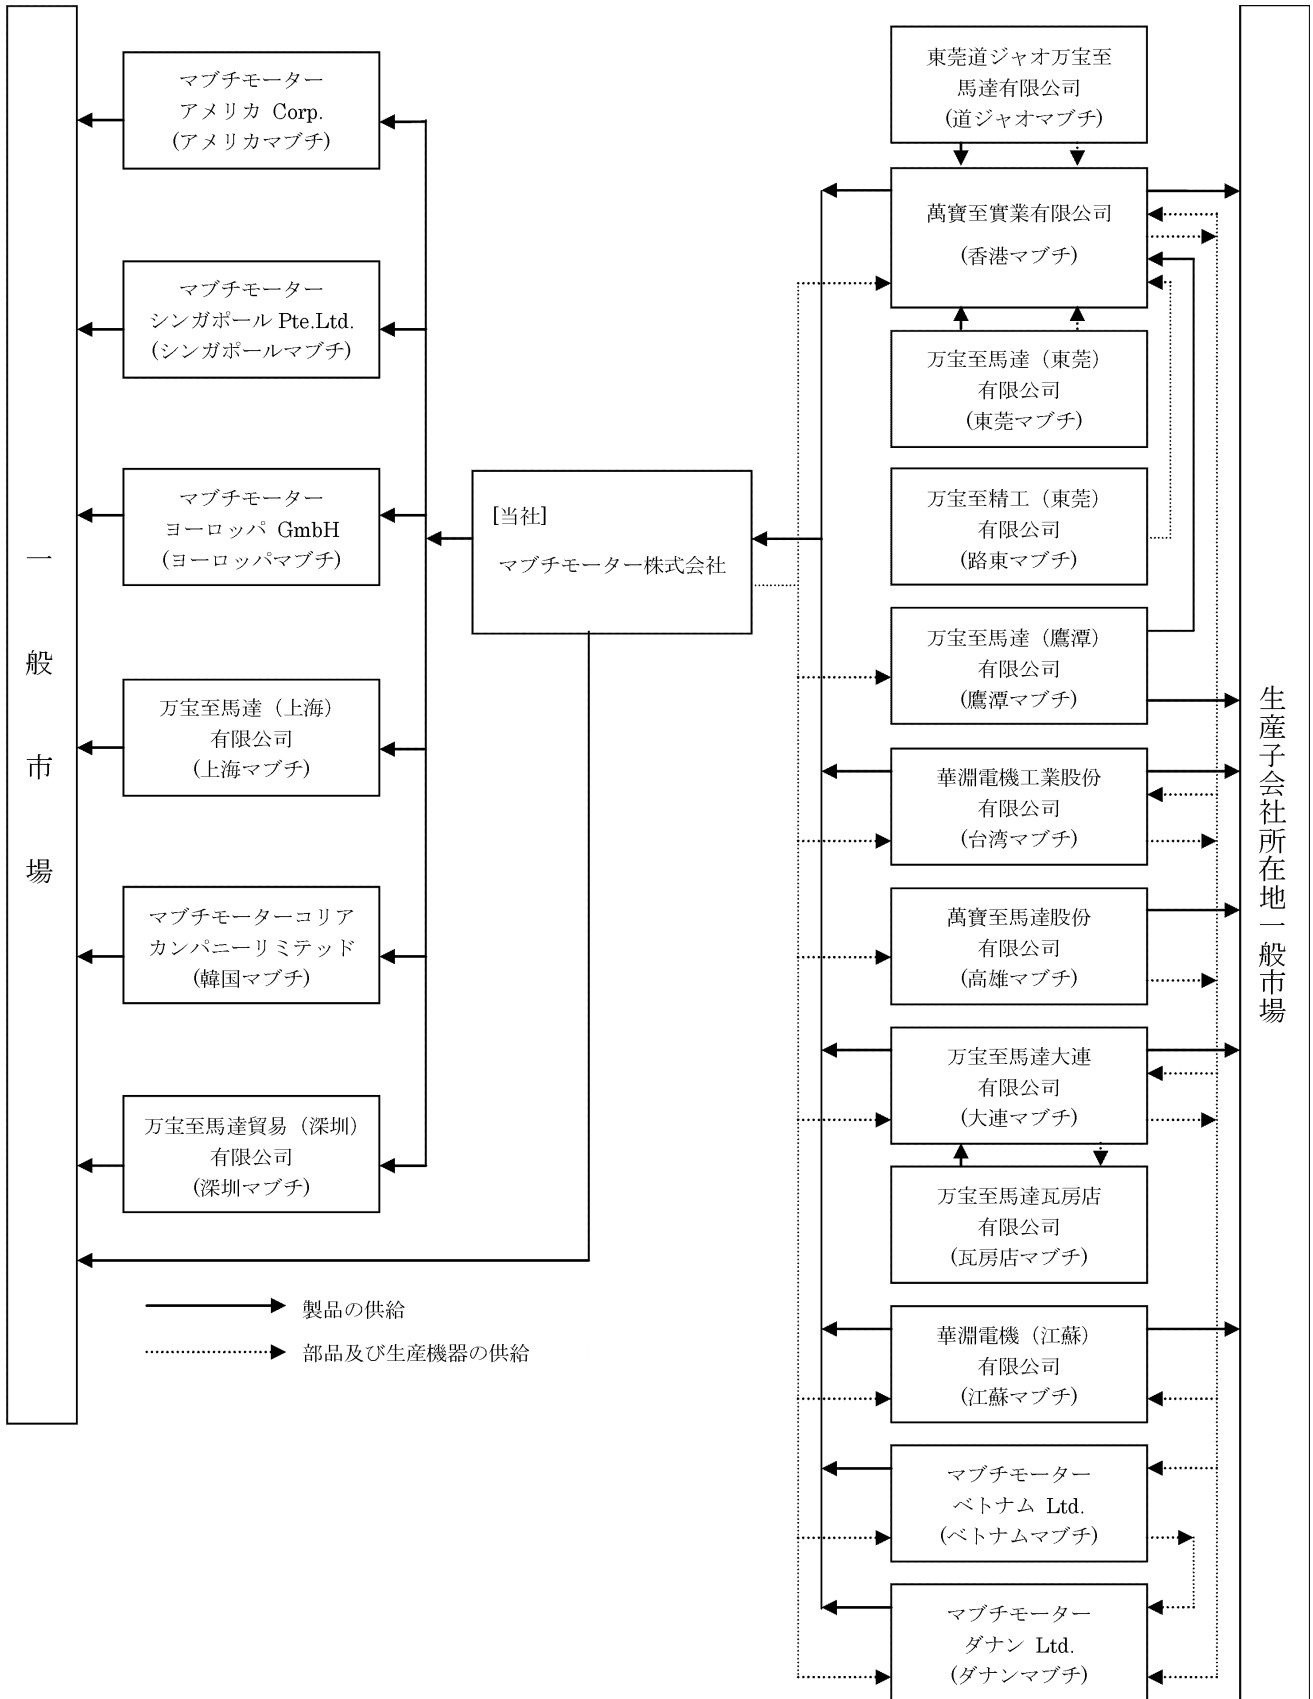 一般市場
マブチモーター
アメリカ Corp.
(アメリカマブチ)
マブチモーター
シンガポール Pte.Ltd.
(シンガポールマブチ)
マブチモーター
ヨーロッパ GmbH
(ヨーロッパマブチ)
万宝至馬達（上海）
有限公司
(上海マブチ)
マブチモーターコリア
カンパニーリミテッド
(韓国マブチ)
万宝至馬達貿易（深圳）
有限公司
(深圳マブチ)
製品の供給
部品及び生産機器の供給
[当社]
マブチモーター株式会社
東莞道ジャオ万宝至
馬達有限公司
(道ジャオマブチ)
萬寶至實業有限公司
(香港マブチ)
万宝至馬達（東莞）
有限公司
(東莞マブチ)
万宝至精工（東莞）
有限公司
(路東マブチ)
万宝至馬達（鷹潭）
有限公司
(鷹潭マブチ)
華淵電機工業股份
有限公司
(台湾マブチ)
萬寶至馬達股份
有限公司
(高雄マブチ)
万宝至馬達大連
有限公司
(大連マブチ)
万宝至馬達瓦房店
有限公司
(瓦房店マブチ)
華淵電機（江蘇）
有限公司
(江蘇マブチ)
マブチモーター
ベトナム Ltd.
(ベトナムマブチ)
マブチモーター
ダナン Ltd.
(ダナンマブチ)
生産子会社所在地一般市場